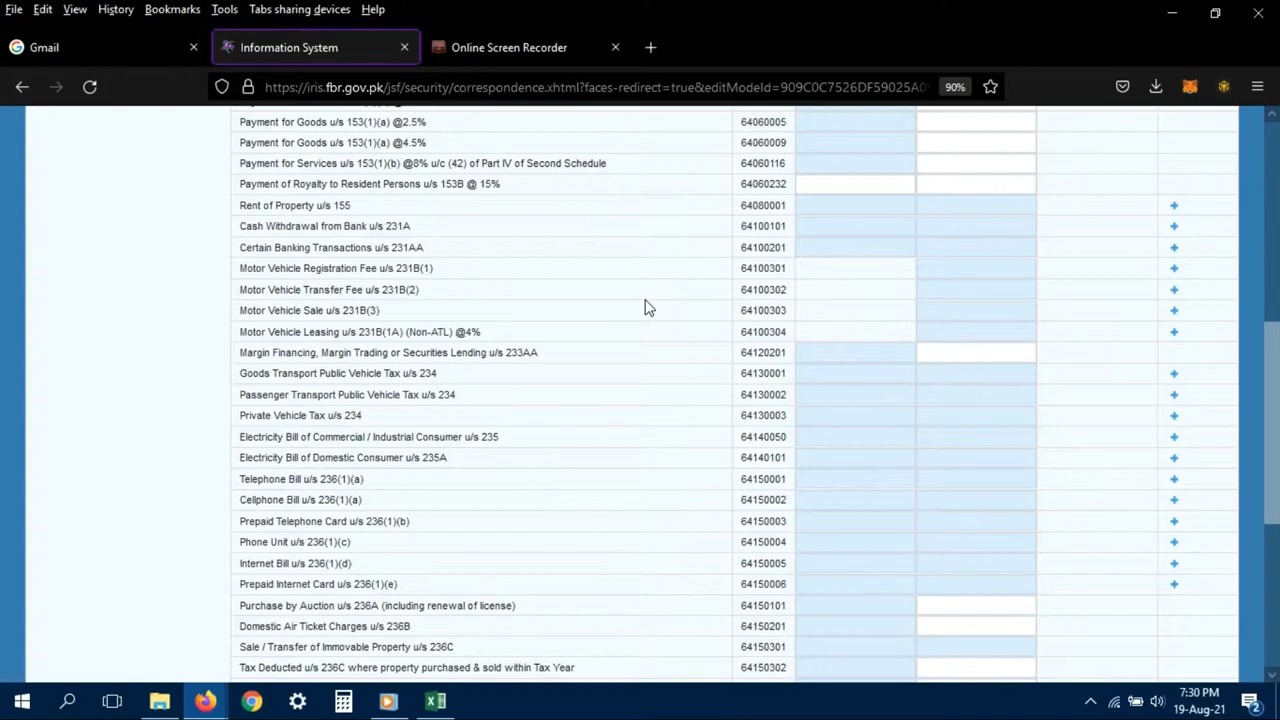 File Edit View History Bookmarks Tools Tabs sharing devices Help
Gmail
Information System
Online Screen Recorder
https://iris.fbr.gov.pk/jsf/security/correspondence.xhtml?faces-redirect=true&editModeId=909C0C7526DF59025A0
90%
Payment for Goods u/s 153(1)(a) @2.5% 64060005
Payment for Goods u/s 153(1)(a) @4.5% 64060009
Payment for Services u/s 153(1)(b) @8% u/c (42) of Part IV of Second Schedule 64060116
Payment of Royalty to Resident Persons u/s 153B @ 15% 64060232
Rent of Property u/s 155 64080001
Cash Withdrawal from Bank u/s 231A 64100101
Certain Banking Transactions u/s 231AA 64100201
Motor Vehicle Registration Fee u/s 231B(1) 64100301
Motor Vehicle Transfer Fee u/s 231B(2) 64100302
Motor Vehicle Sale u/s 231B(3) 64100303
Motor Vehicle Leasing u/s 231B(1A) (Non-ATL) @4% 64100304
Margin Financing, Margin Trading or Securities Lending u/s 233AA 64120201
Goods Transport Public Vehicle Tax u/s 234 64130001
Passenger Transport Public Vehicle Tax u/s 234 64130002
Private Vehicle Tax u/s 234 64130003
Electricity Bill of Commercial / Industrial Consumer u/s 235 64140050
Electricity Bill of Domestic Consumer u/s 235A 64140101
Telephone Bill u/s 236(1)(a) 64150001
Cellphone Bill u/s 236(1)(a) 64150002
Prepaid Telephone Card u/s 236(1)(b) 64150003
Phone Unit u/s 236(1)(c) 64150004
Internet Bill u/s 236(1)(d) 64150005
Prepaid Internet Card u/s 236(1)(e) 64150006
Purchase by Auction u/s 236A (including renewal of license) 64150101
Domestic Air Ticket Charges u/s 236B 64150201
Sale / Transfer of Immovable Property u/s 236C 64150301
Tax Deducted u/s 236C where property purchased & sold within Tax Year 64150302
7:30 PM
19-Aug-21
2